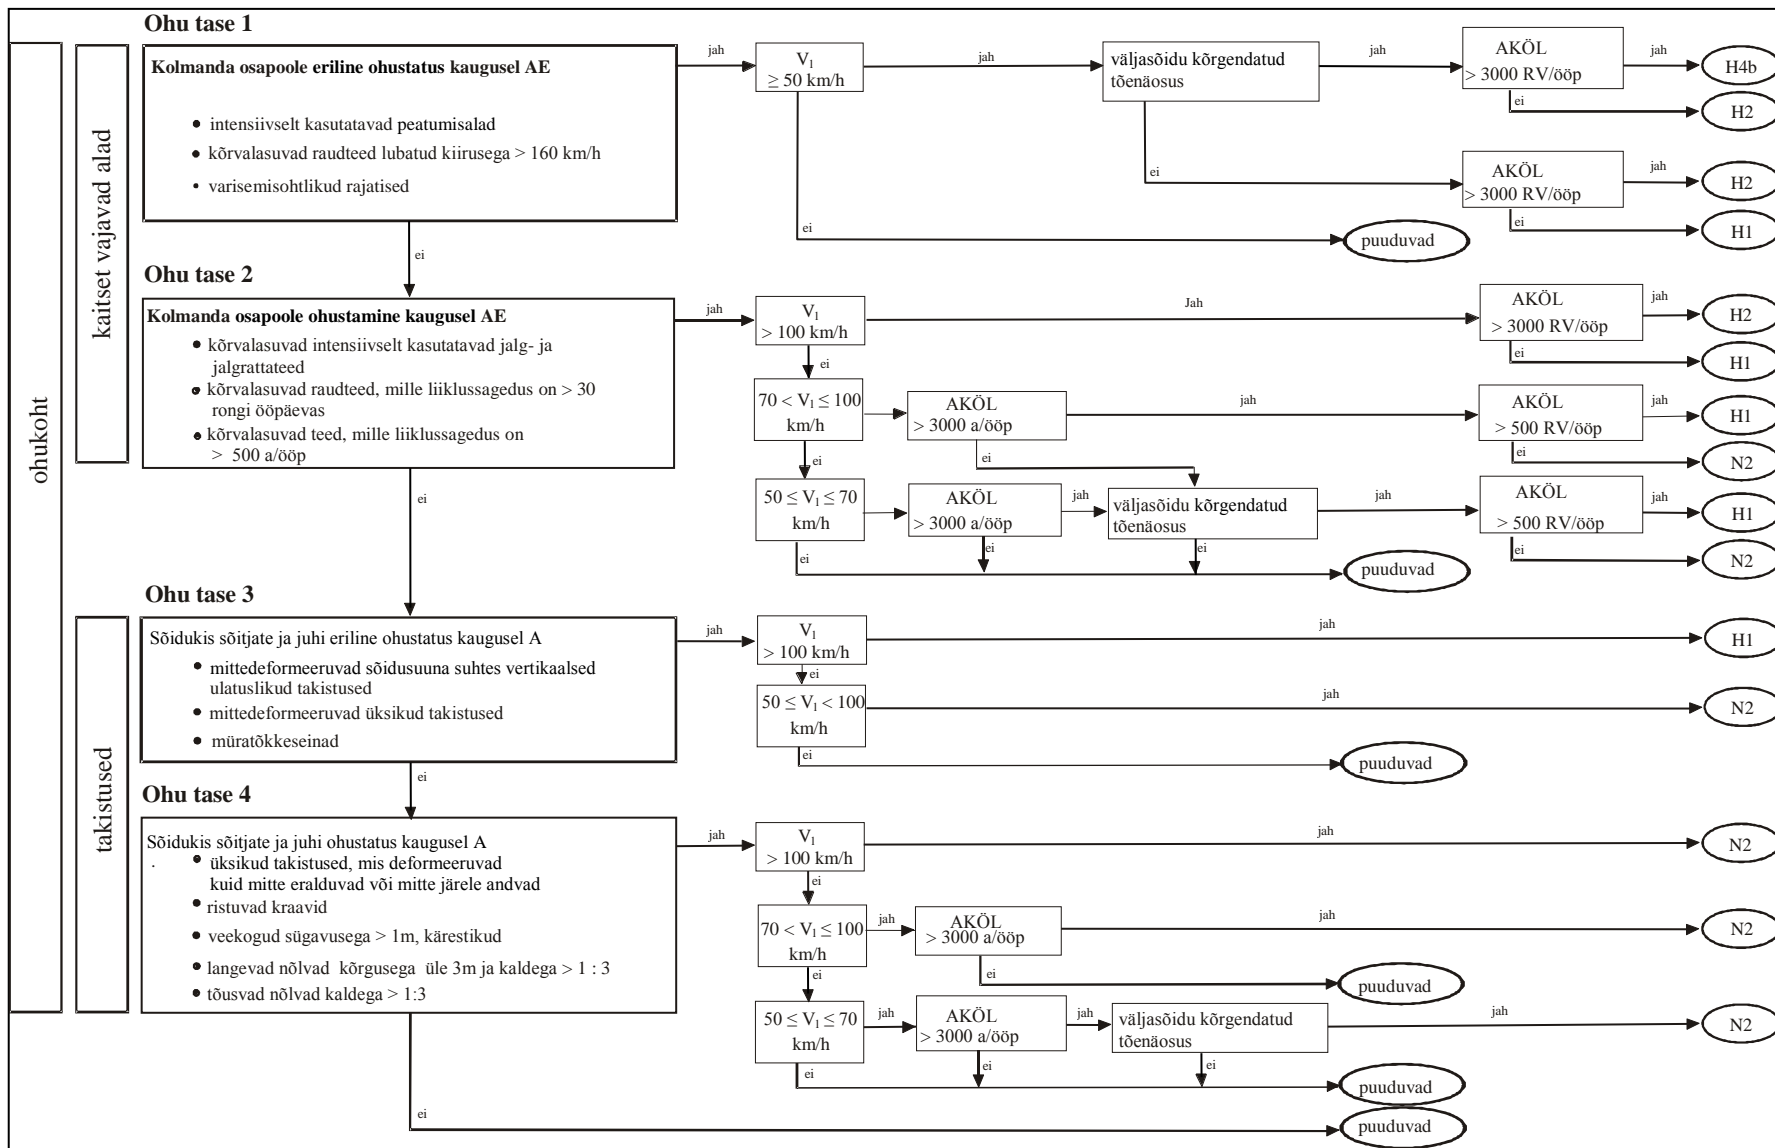 ohukoht
kaitset vajavad alad
takistused
Ohu tase 1
Kolmanda osapoole eriline ohustatus kaugusel AE
• intensiivselt kasutatavad peatumisalad
• kõrvalasuvad raudteed lubatud kiirusega > 160 km/h
• varisemisohtlikud rajatised
jah
V₁
≥ 50 km/h
jah
väljasõidu kõrgendatud
tõenäosus
jah
AKÖL
> 3000 RV/ööp
jah
H4b
ei
H2
ei
AKÖL
> 3000 RV/ööp
jah
H2
ei
H1
ei
puuduvad
ei
Ohu tase 2
Kolmanda osapoole ohustamine kaugusel AE
• kõrvalasuvad intensiivselt kasutatavad jalg- ja
jalgrattateed
• kõrvalasuvad raudteed, mille liiklussagedus on > 30
rongi ööpäevas
• kõrvalasuvad teed, mille liiklussagedus on
> 500 a/ööp
jah
V₁
> 100 km/h
Jah
AKÖL
> 3000 RV/ööp
jah
H2
ei
H1
ei
70 < V₁ ≤ 100
km/h
AKÖL
> 3000 a/ööp
jah
AKÖL
> 500 RV/ööp
jah
H1
ei
N2
ei
ei
50 ≤ V₁ ≤ 70
km/h
AKÖL
> 3000 a/ööp
jah
väljasõidu kõrgendatud
tõenäosus
jah
AKÖL
> 500 RV/ööp
jah
H1
ei
N2
ei
ei
ei
puuduvad
ei
Ohu tase 3
Sõidukis sõitjate ja juhi eriline ohustatus kaugusel A
• mittedeformeeruvad sõidusuuna suhtes vertikaalsed
ulatuslikud takistused
• mittedeformeeruvad üksikud takistused
• müratõkkeseinad
jah
V₁
> 100 km/h
jah
H1
ei
50 ≤ V₁ < 100
km/h
jah
N2
ei
puuduvad
ei
Ohu tase 4
Sõidukis sõitjate ja juhi ohustatus kaugusel A
• üksikud takistused, mis deformeeruvad
kuid mitte eralduvad või mitte järele andvad
• ristuvad kraavid
• veekogud sügavusega > 1m, kärestikud
• langevad nõlvad kõrgusega üle 3m ja kaldega > 1 : 3
• tõusvad nõlvad kaldega > 1:3
jah
V₁
> 100 km/h
jah
N2
ei
70 < V₁ ≤ 100
km/h
jah
AKÖL
> 3000 a/ööp
jah
N2
ei
puuduvad
ei
50 ≤ V₁ ≤ 70
km/h
jah
AKÖL
> 3000 a/ööp
jah
väljasõidu kõrgendatud
tõenäosus
jah
N2
ei
ei
ei
puuduvad
ei
puuduvad